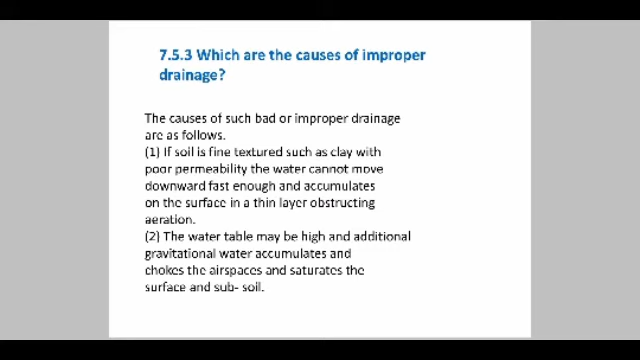 7.5.3 Which are the causes of improper
drainage?
The causes of such bad or improper drainage
are as follows.
(1) If soil is fine textured such as clay with
poor permeability the water cannot move
downward fast enough and accumulates
on the surface in a thin layer obstructing
aeration.
(2) The water table may be high and additional
gravitational water accumulates and
chokes the airspaces and saturates the
surface and sub- soil.